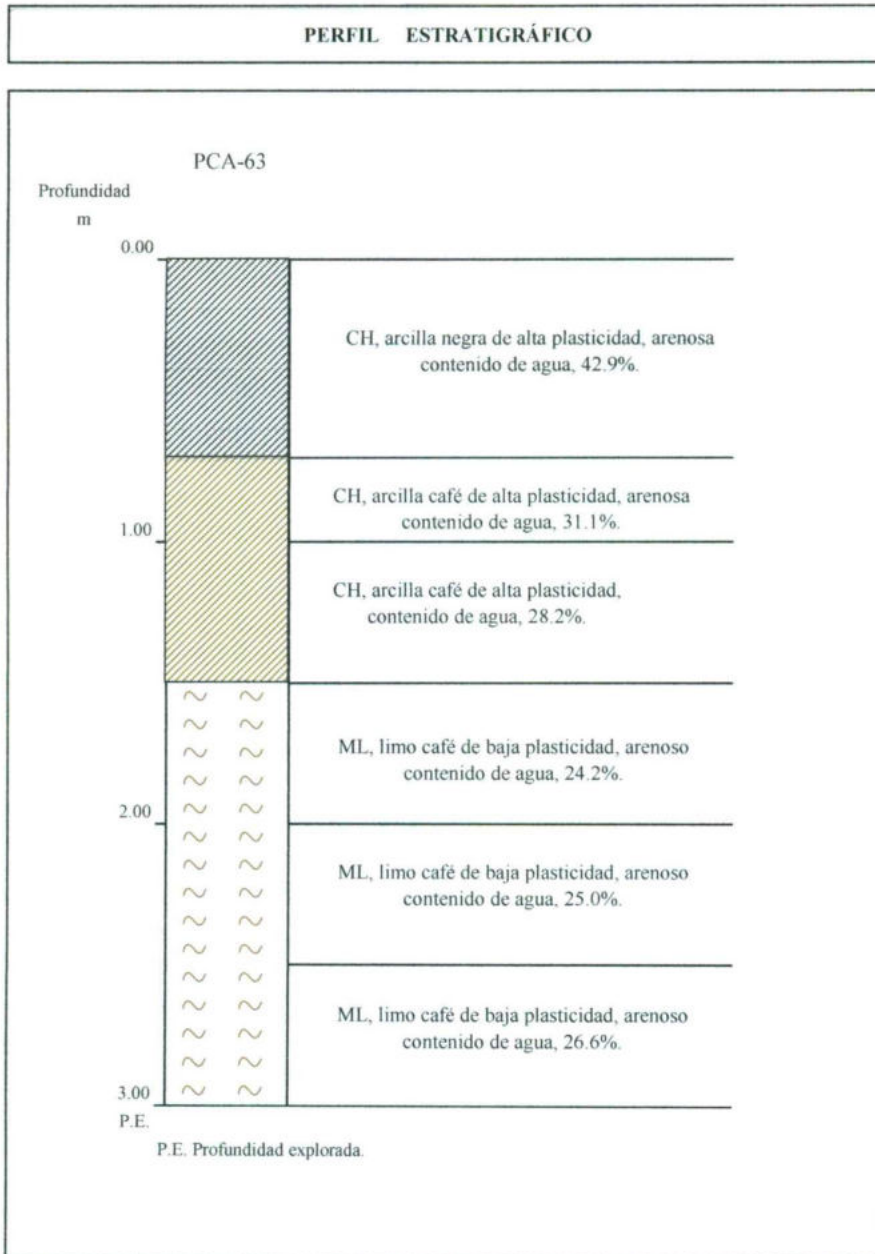 PERFIL ESTRATIGRÁFICO
PCA-63
Profundidad
m
0.00
CH, arcilla negra de alta plasticidad, arenosa
contenido de agua, 42.9%.
CH, arcilla café de alta plasticidad, arenosa
contenido de agua, 31.1%.
1.00
CH, arcilla café de alta plasticidad,
contenido de agua, 28.2%.
ML, limo café de baja plasticidad, arenoso
contenido de agua, 24.2%.
2.00
ML, limo café de baja plasticidad, arenoso
contenido de agua, 25.0%.
ML, limo café de baja plasticidad, arenoso
contenido de agua, 26.6%.
3.00
P.E.
P.E. Profundidad explorada.